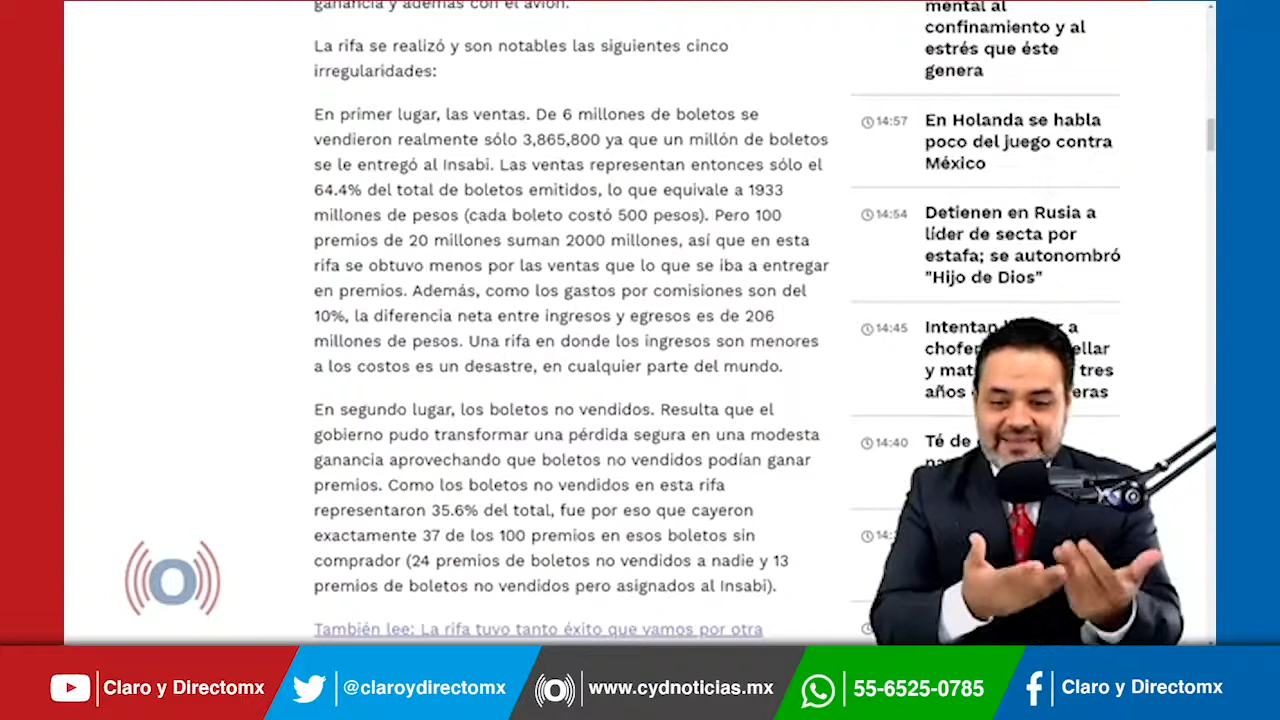 ganancia y además con el avión.
La rifa se realizó y son notables las siguientes cinco
irregularidades:
En primer lugar, las ventas. De 6 millones de boletos se
vendieron realmente sólo 3,865,800 ya que un millón de boletos
se le entregó al Insabi. Las ventas representan entonces sólo el
64.4% del total de boletos emitidos, lo que equivale a 1933
millones de pesos (cada boleto costó 500 pesos). Pero 100
premios de 20 millones suman 2000 millones, así que en esta
rifa se obtuvo menos por las ventas que lo que se iba a entregar
en premios. Además, como los gastos por comisiones son del
10%, la diferencia neta entre ingresos y egresos es de 206
millones de pesos. Una rifa en donde los ingresos son menores
a los costos es un desastre, en cualquier parte del mundo.
En segundo lugar, los boletos no vendidos. Resulta que el
gobierno pudo transformar una pérdida segura en una modesta
ganancia aprovechando que boletos no vendidos podían ganar
premios. Como los boletos no vendidos en esta rifa
representaron 35.6% del total, fue por eso que cayeron
exactamente 37 de los 100 premios en esos boletos sin
comprador (24 premios de boletos no vendidos a nadie y 13
premios de boletos no vendidos pero asignados al Insabi).
También lee: La rifa tuvo tanto éxito que vamos por otra
mental al
confinamiento y al
estrés que éste
genera
14:57 En Holanda se habla
poco del juego contra
México
14:54 Detienen en Rusia a
líder de secta por
estafa; se autonombró
"Hijo de Dios"
14:45 Intentan a
chofer
y tres
años
14:40 Té de
Claro y Directomx
@claroydirectomx
www.cydnoticias.mx
55-6525-0785
Claro y Directomx